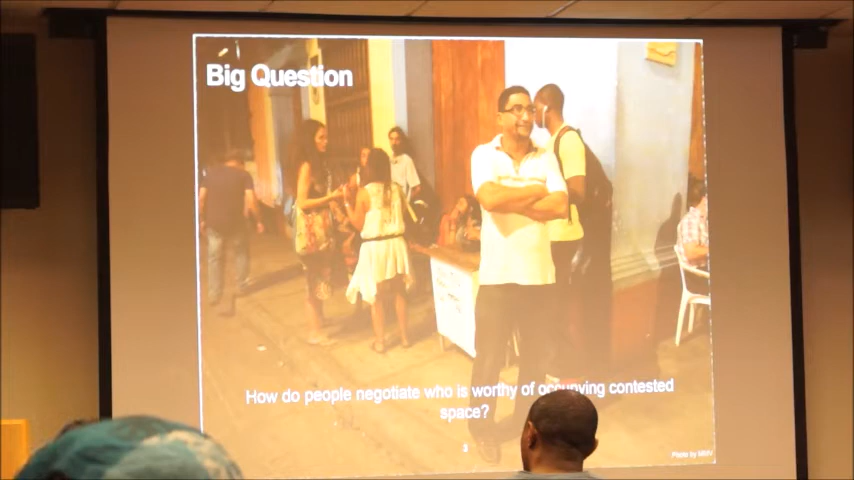 Big Question
How do people negotiate who is worthy of occupying contested
space?
3
Photo by MMV